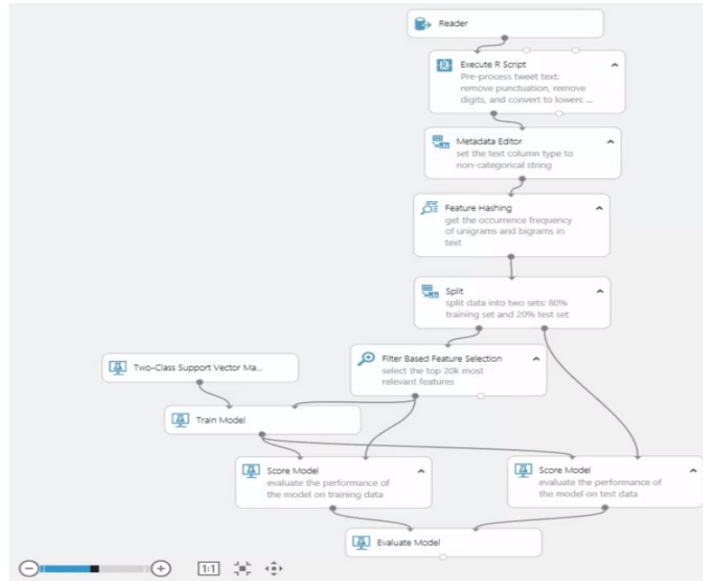 Reader
Execute R Script
Pre-process tweet text;
remove punctuation, remove
digits, and convert to lowerc ...
Metadata Editor
set the text column type to
non-categorical string
Feature Hashing
get the occurrence frequency
of unigrams and bigrams in
text
Split
split data into two sets: 80%
training set and 20% test set
Filter Based Feature Selection
select the top 20k most
relevant features
Two-Class Support Vector Ma...
Train Model
Score Model
evaluate the performance of
the model on training data
Score Model
evaluate the performance of
the model on test data
Evaluate Model
1:1